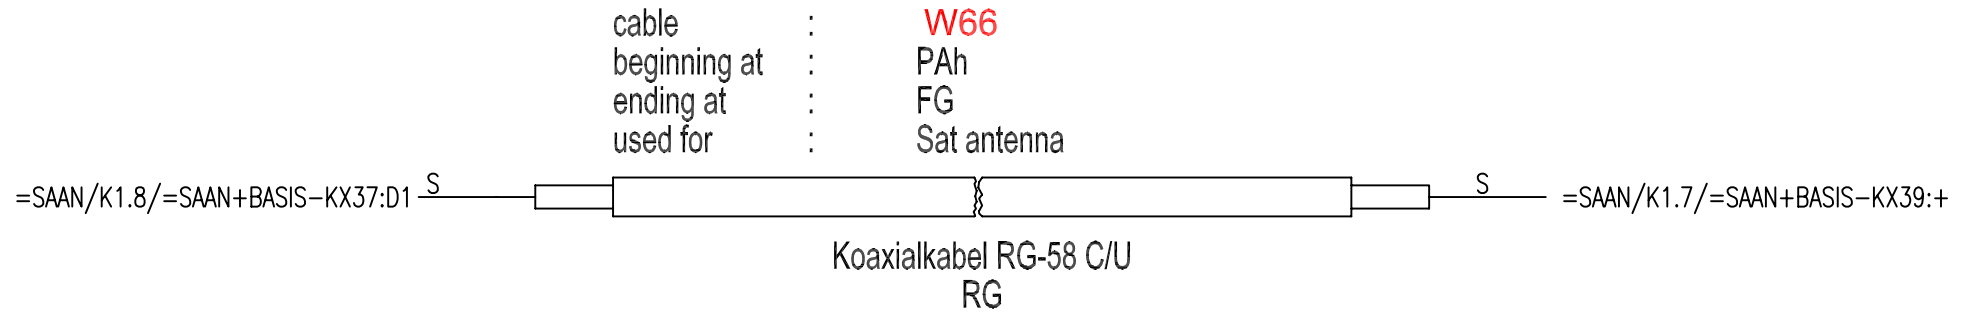 cable : W66
beginning at : PAh
ending at : FG
used for : Sat antenna
=SAAN/K1.8/=SAAN+BASIS-KX37:D1 S S =SAAN/K1.7/=SAAN+BASIS-KX39:+
Koaxialkabel RG-58 C/U
RG